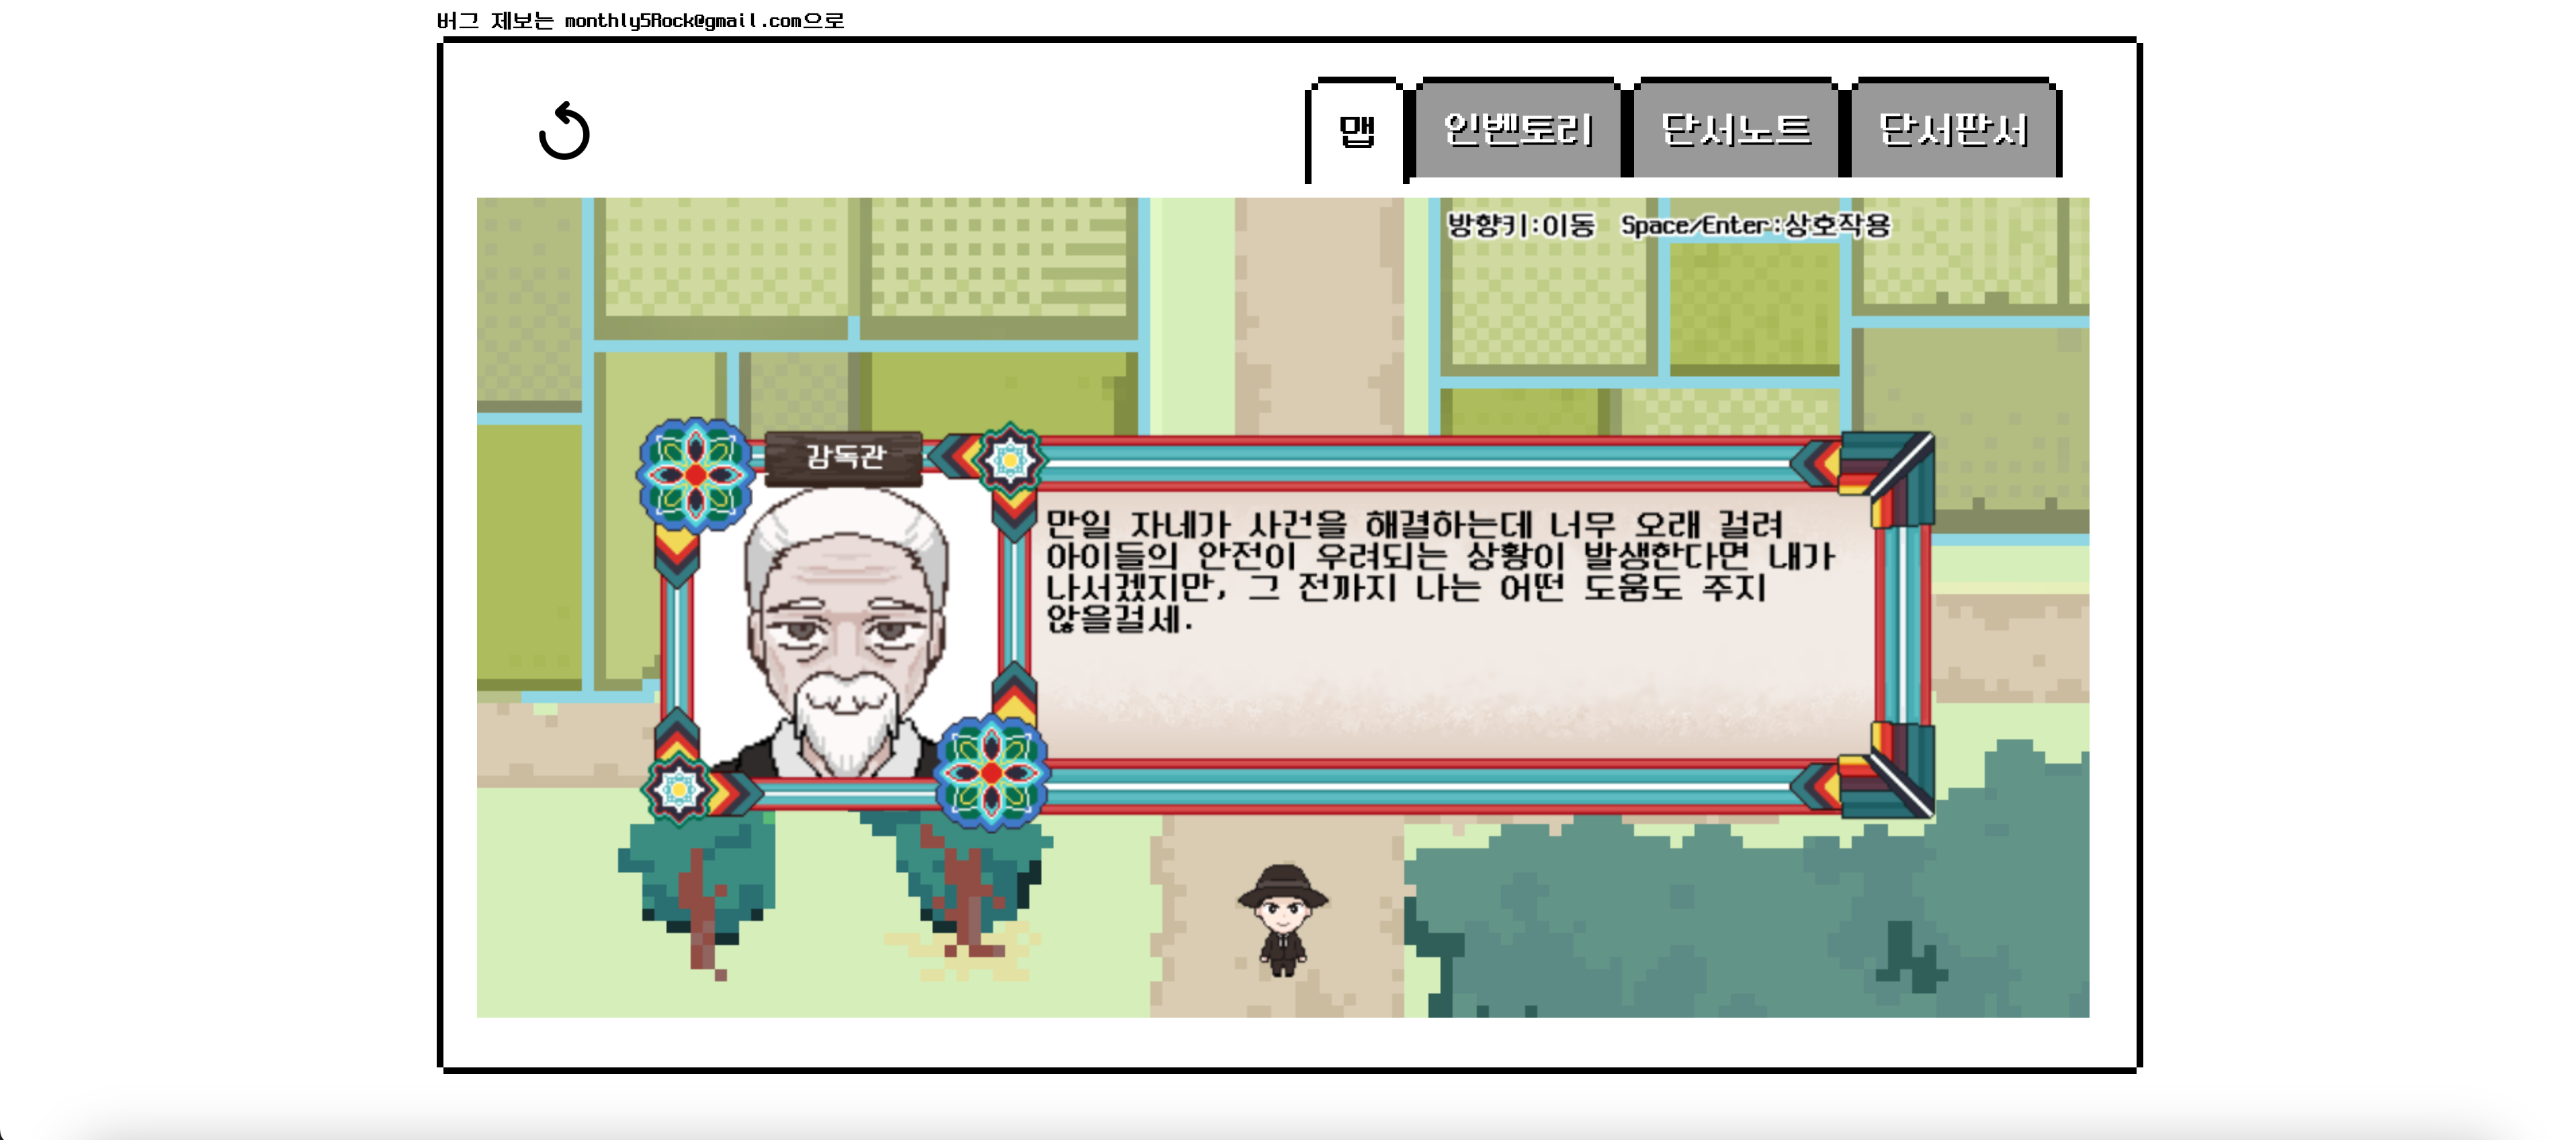 버그 제보는 monthly5Rock@gmail.com으로
맵 인벤토리 단서노트 단서판서
방향키:이동 Space/Enter:상호작용
감독관
만일 자네가 사건을 해결하는데 너무 오래 걸려
아이들의 안전이 우려되는 상황이 발생한다면 내가
나서겠지만, 그 전까지 나는 어떤 도움도 주지
않을걸세.